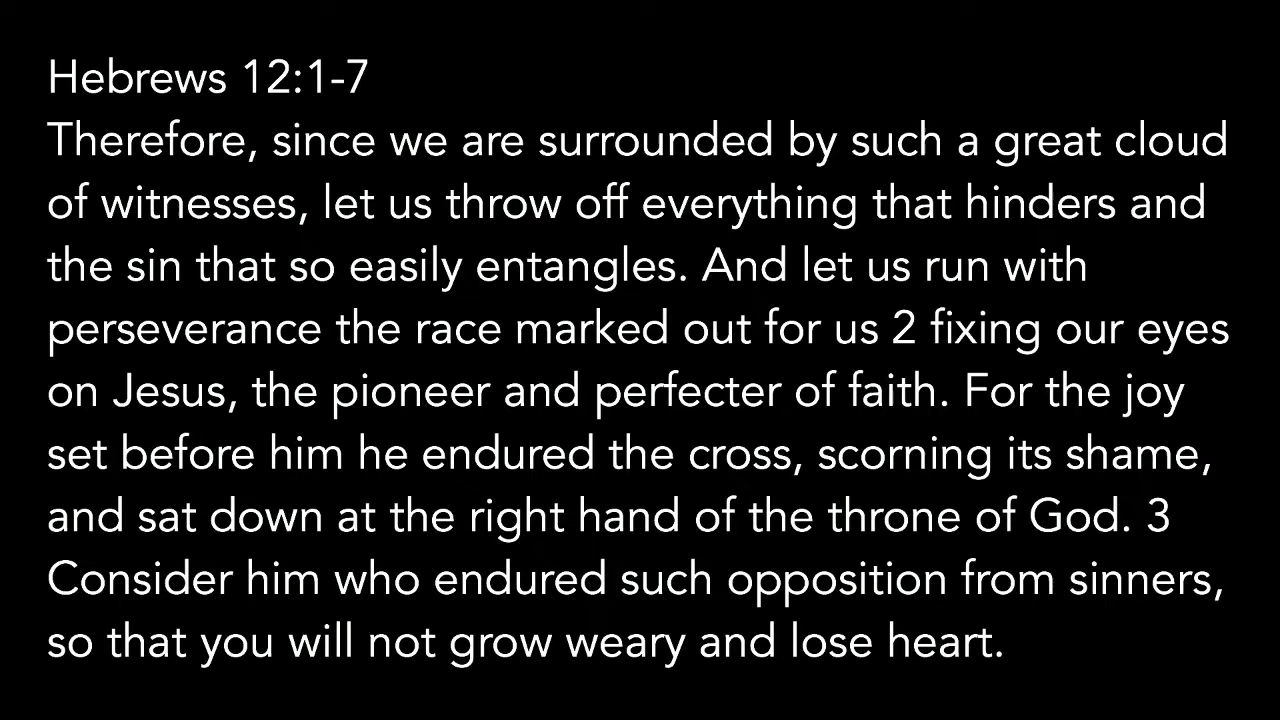 Hebrews 12:1-7
Therefore, since we are surrounded by such a great cloud
of witnesses, let us throw off everything that hinders and
the sin that so easily entangles. And let us run with
perseverance the race marked out for us 2 fixing our eyes
on Jesus, the pioneer and perfecter of faith. For the joy
set before him he endured the cross, scorning its shame,
and sat down at the right hand of the throne of God. 3
Consider him who endured such opposition from sinners,
so that you will not grow weary and lose heart.